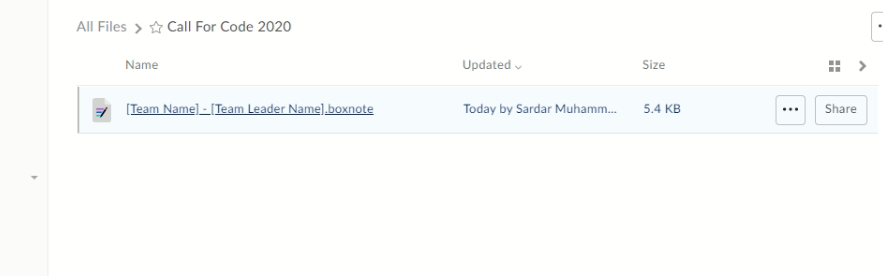 All Files > Call For Code 2020
Name Updated Size
[Team Name] - [Team Leader Name].boxnote Today by Sardar Muhamm... 5.4 KB ... Share